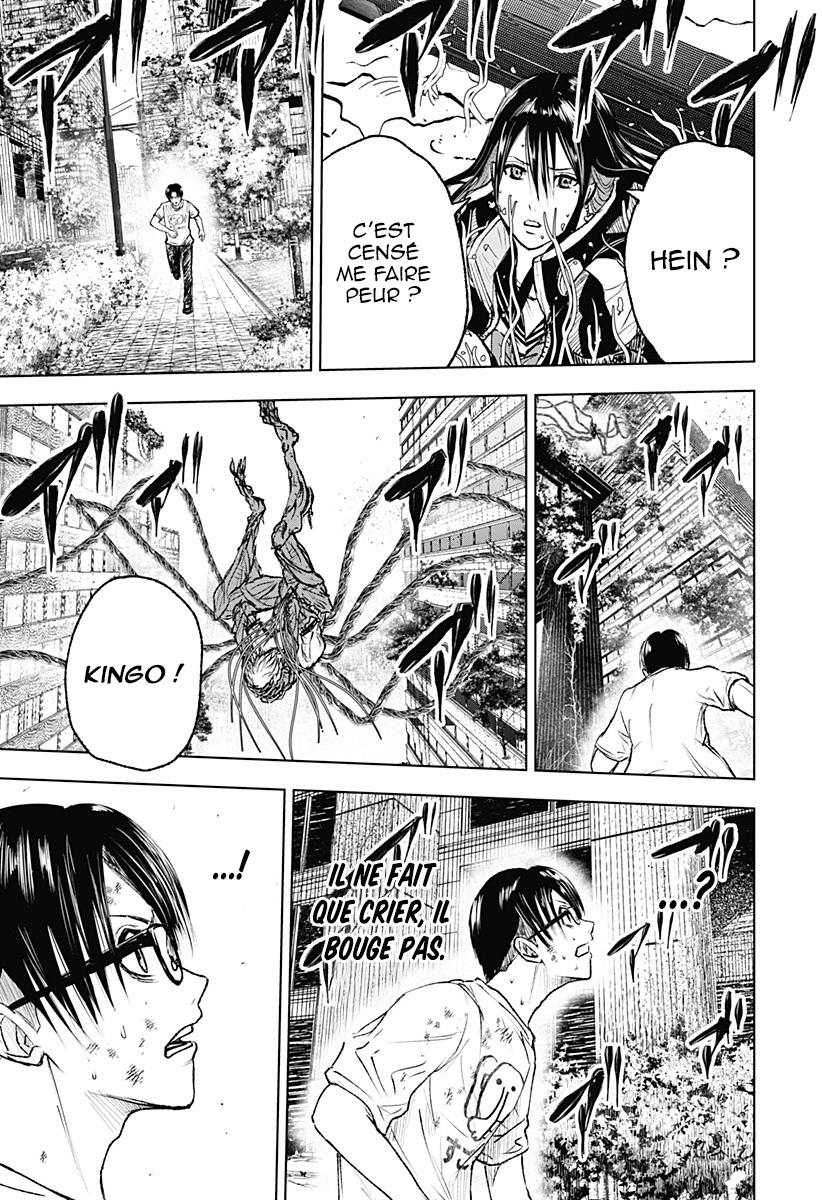 HEIN ?
C'EST
CENSÉ
ME FAIRE
PEUR ?
KINGO !
...?
IL NE FAIT
QUE CRIER, IL
BOUGE PAS.
...!